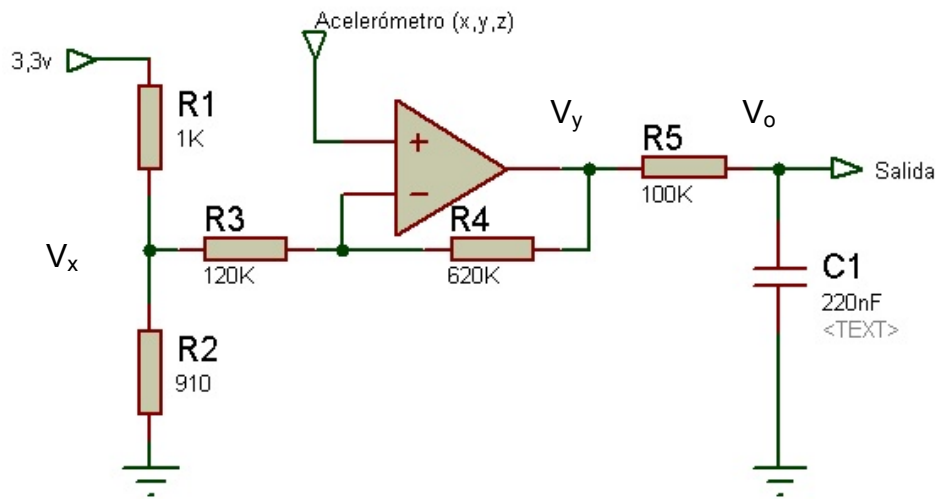 Acelerómetro (x,y,z)
3,3v
R1
1K
Vy
Vo
R5
100K
Salida
+
−
R3
120K
R4
620K
Vx
C1
220nF
<TEXT>
R2
910